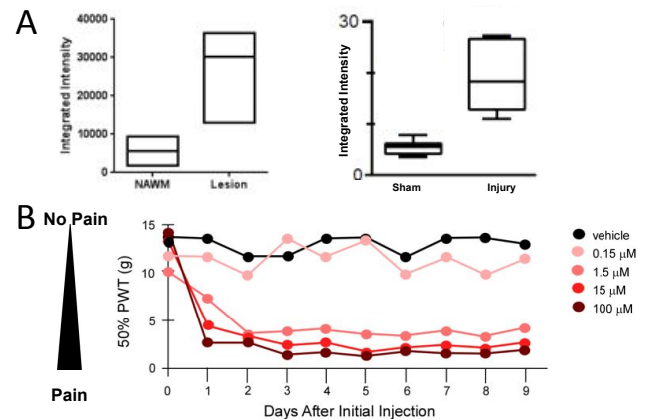 A
Integrated Intensity
40000
30000
20000
10000
0
NAWM Lesion
Integrated Intensity
30
0
Sham Injury
B
No Pain
Pain
50% PWT (g)
15
10
5
0
0 1 2 3 4 5 6 7 8 9
Days After Initial Injection
vehicle
0.15 μM
1.5 μM
15 μM
100 μM